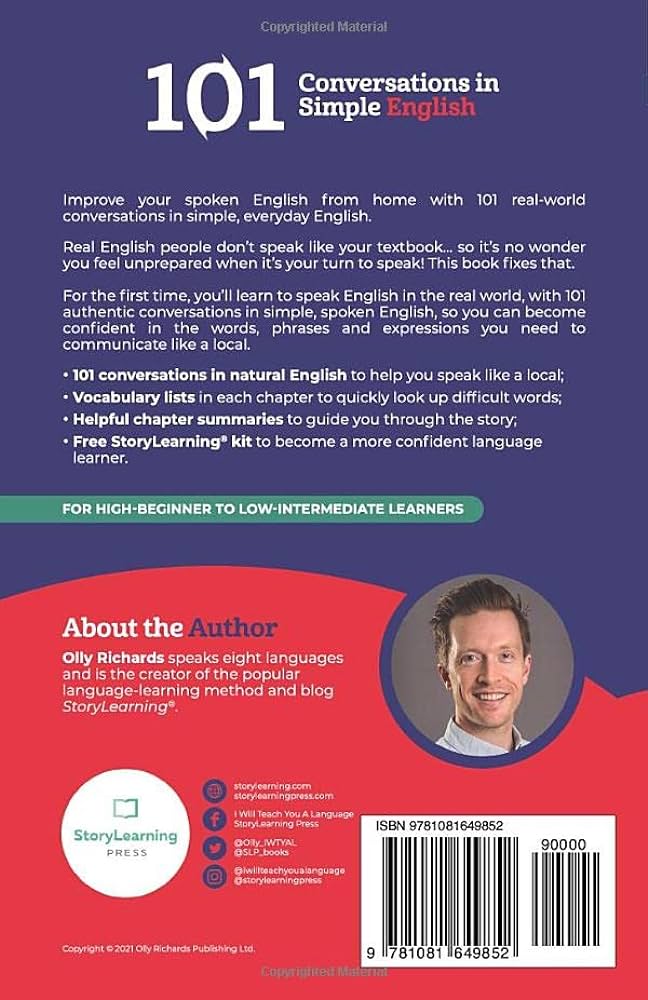 Copyrighted Material
101 Conversations in
Simple English
Improve your spoken English from home with 101 real-world
conversations in simple, everyday English.
Real English people don't speak like your textbook... so it's no wonder
you feel unprepared when it's your turn to speak! This book fixes that.
For the first time, you'll learn to speak English in the real world, with 101
authentic conversations in simple, spoken English, so you can become
confident in the words, phrases and expressions you need to
communicate like a local.
• 101 conversations in natural English to help you speak like a local;
• Vocabulary lists in each chapter to quickly look up difficult words;
• Helpful chapter summaries to guide you through the story;
• Free StoryLearning® kit to become a more confident language
learner.
FOR HIGH-BEGINNER TO LOW-INTERMEDIATE LEARNERS
About the Author
Olly Richards speaks eight languages
and is the creator of the popular
language-learning method and blog
StoryLearning®.
StoryLearning
PRESS
storylearning.com
storylearningpress.com
I Will Teach You A Language
StoryLearning Press
@Olly_IWTYAL
@SLP_books
@iwillteachyoualanguage
@storylearningpress
ISBN 9781081649852
90000
9 781081 649852
Copyright © 2021 Olly Richards Publishing Ltd.
Copyrighted Material